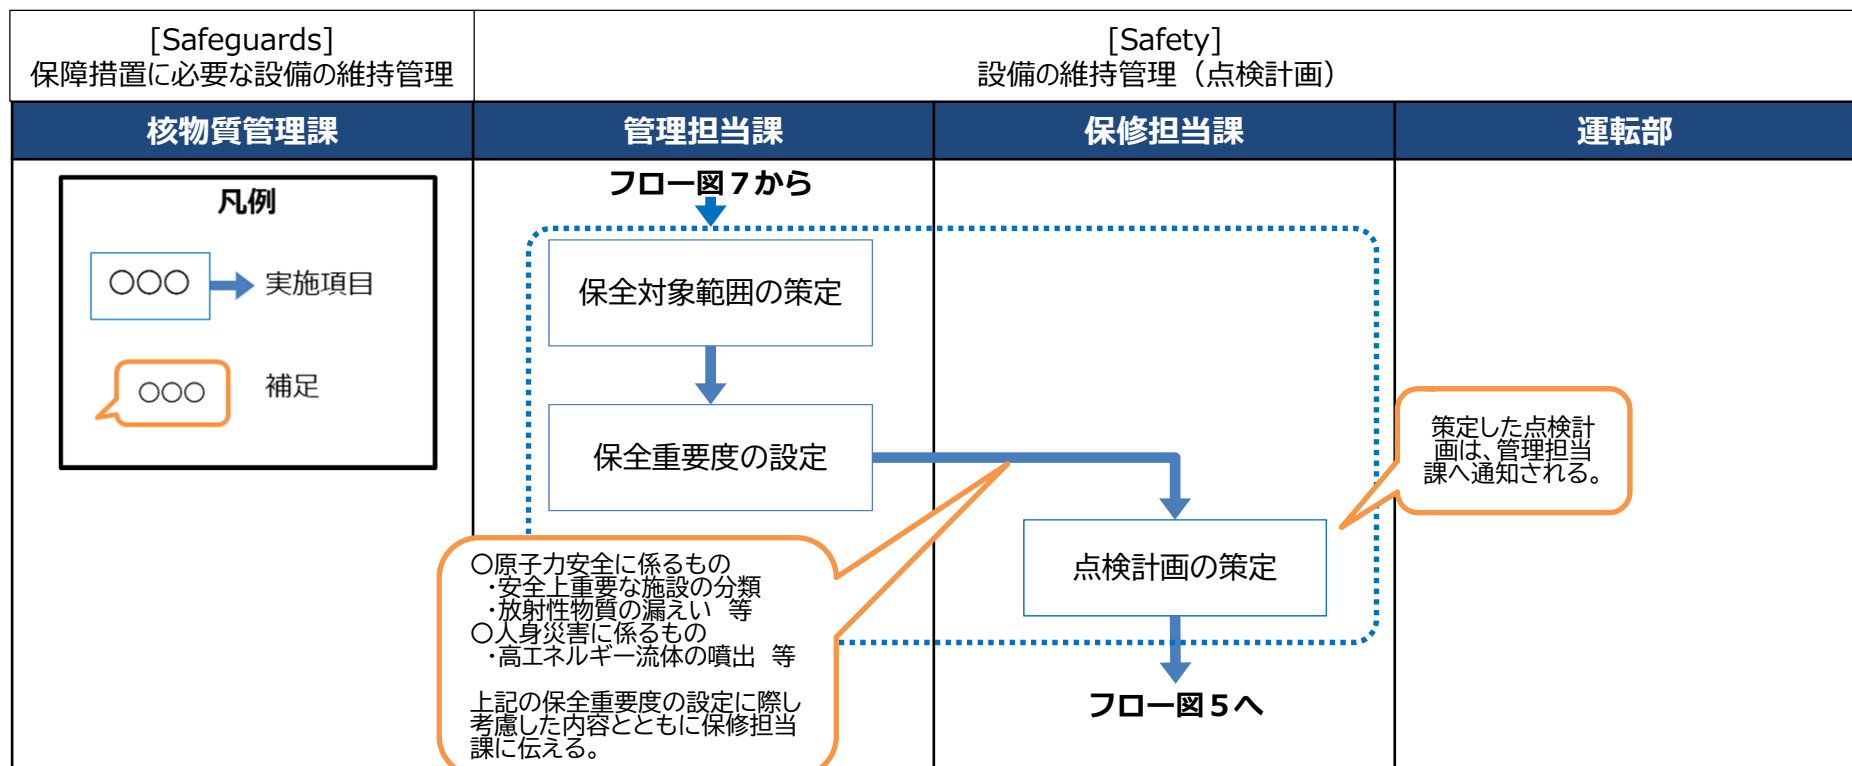 [Safeguards]
保障措置に必要な設備の維持管理
[Safety]
設備の維持管理（点検計画）
核物質管理課
管理担当課
保修担当課
運転部
凡例
○○○
実施項目
○○○
補足
フロー図７から
保全対象範囲の策定
保全重要度の設定
○原子力安全に係るもの
・安全上重要な施設の分類
・放射性物質の漏えい 等
○人身災害に係るもの
・高エネルギー流体の噴出 等
上記の保全重要度の設定に際し
考慮した内容とともに保修担当
課に伝える。
点検計画の策定
フロー図５へ
策定した点検計
画は、管理担当
課へ通知される。